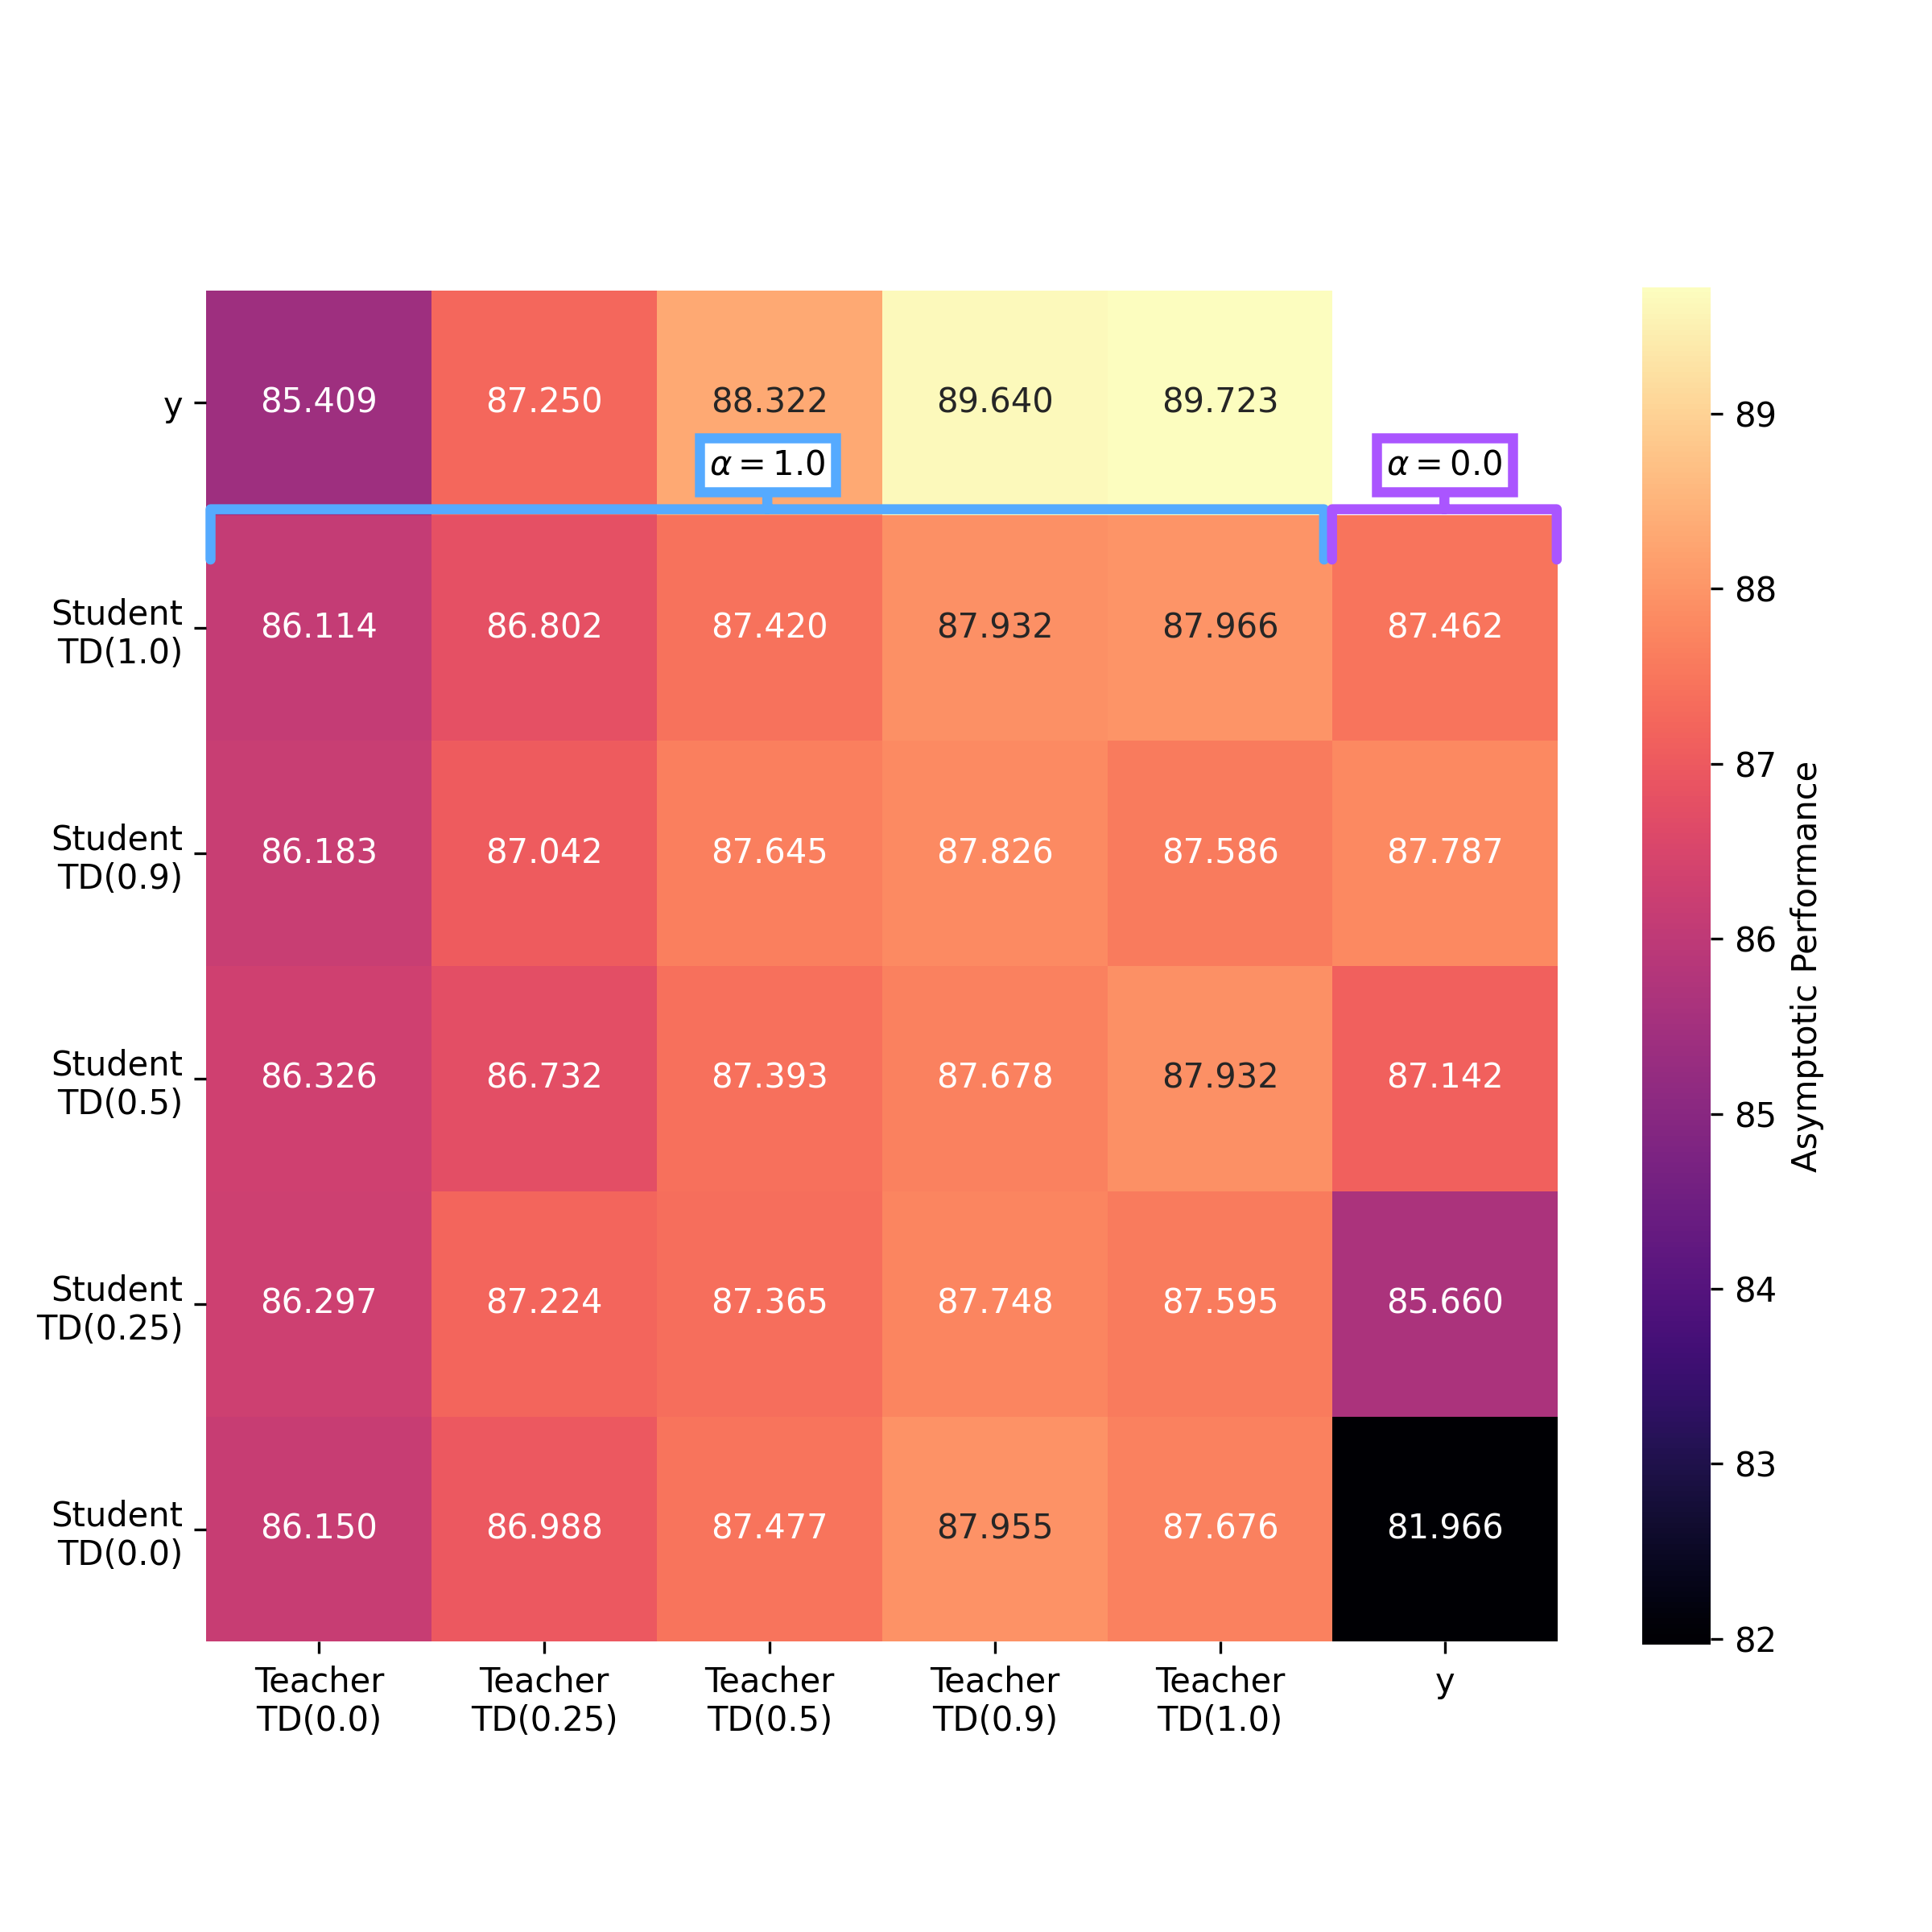 y 85.409 87.250 88.322 89.640 89.723
α = 1.0 α = 0.0
Student
TD(1.0) 86.114 86.802 87.420 87.932 87.966 87.462
Student
TD(0.9) 86.183 87.042 87.645 87.826 87.586 87.787
Student
TD(0.5) 86.326 86.732 87.393 87.678 87.932 87.142
Student
TD(0.25) 86.297 87.224 87.365 87.748 87.595 85.660
Student
TD(0.0) 86.150 86.988 87.477 87.955 87.676 81.966
Teacher Teacher Teacher Teacher Teacher y
TD(0.0) TD(0.25) TD(0.5) TD(0.9) TD(1.0)
89
88
87
86
85
84
83
82
Asymptotic Performance